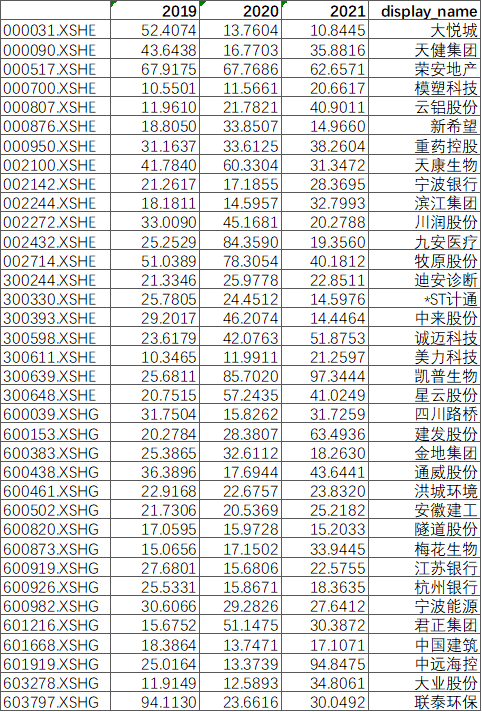 2019 2020 2021 display_name
000031.XSHE 52.4074 13.7604 10.8445 大悦城
000090.XSHE 43.6438 16.7703 35.8816 天健集团
000517.XSHE 67.9175 67.7686 62.6571 荣安地产
000700.XSHE 10.5501 11.5661 20.6617 模塑科技
000807.XSHE 11.9610 21.7821 40.9011 云铝股份
000876.XSHE 18.8050 33.8507 14.9660 新希望
000950.XSHE 31.1637 33.6125 38.2604 重药控股
002100.XSHE 41.7840 60.3304 31.3472 天康生物
002142.XSHE 21.2617 17.1855 28.3695 宁波银行
002244.XSHE 18.1811 14.5957 32.7993 滨江集团
002272.XSHE 33.0090 45.1681 20.2788 川润股份
002432.XSHE 25.2529 84.3590 19.3560 九安医疗
002714.XSHE 51.0389 78.3054 40.1812 牧原股份
300244.XSHE 21.3346 25.9778 22.8511 迪安诊断
300330.XSHE 25.7805 24.4512 14.5976 *ST计通
300393.XSHE 29.2017 46.2074 14.4464 中来股份
300598.XSHE 23.6179 42.0763 51.8753 诚迈科技
300611.XSHE 10.3465 11.9911 21.2597 美力科技
300639.XSHE 25.6811 85.7020 97.3444 凯普生物
300648.XSHE 20.7515 57.2435 41.0249 星云股份
600039.XSHG 31.7504 15.8262 31.7259 四川路桥
600153.XSHG 20.2784 28.3807 63.4936 建发股份
600383.XSHG 25.3865 32.6112 18.2630 金地集团
600438.XSHG 36.3896 17.6944 43.6441 通威股份
600461.XSHG 22.9168 22.6757 23.8320 洪城环境
600502.XSHG 21.7306 20.5369 25.2182 安徽建工
600820.XSHG 17.0595 15.9728 15.2033 隧道股份
600873.XSHG 15.0656 17.1502 33.9445 梅花生物
600919.XSHG 27.6801 15.6806 22.5755 江苏银行
600926.XSHG 25.5331 15.8671 18.3635 杭州银行
600982.XSHG 30.6066 29.2826 27.6412 宁波能源
601216.XSHG 15.6752 51.1475 30.3872 君正集团
601668.XSHG 18.3864 13.7471 17.1071 中国建筑
601919.XSHG 25.0164 13.3739 94.8475 中远海控
603278.XSHG 11.9149 12.5893 34.8061 大业股份
603797.XSHG 94.1130 23.6616 30.0492 联泰环保